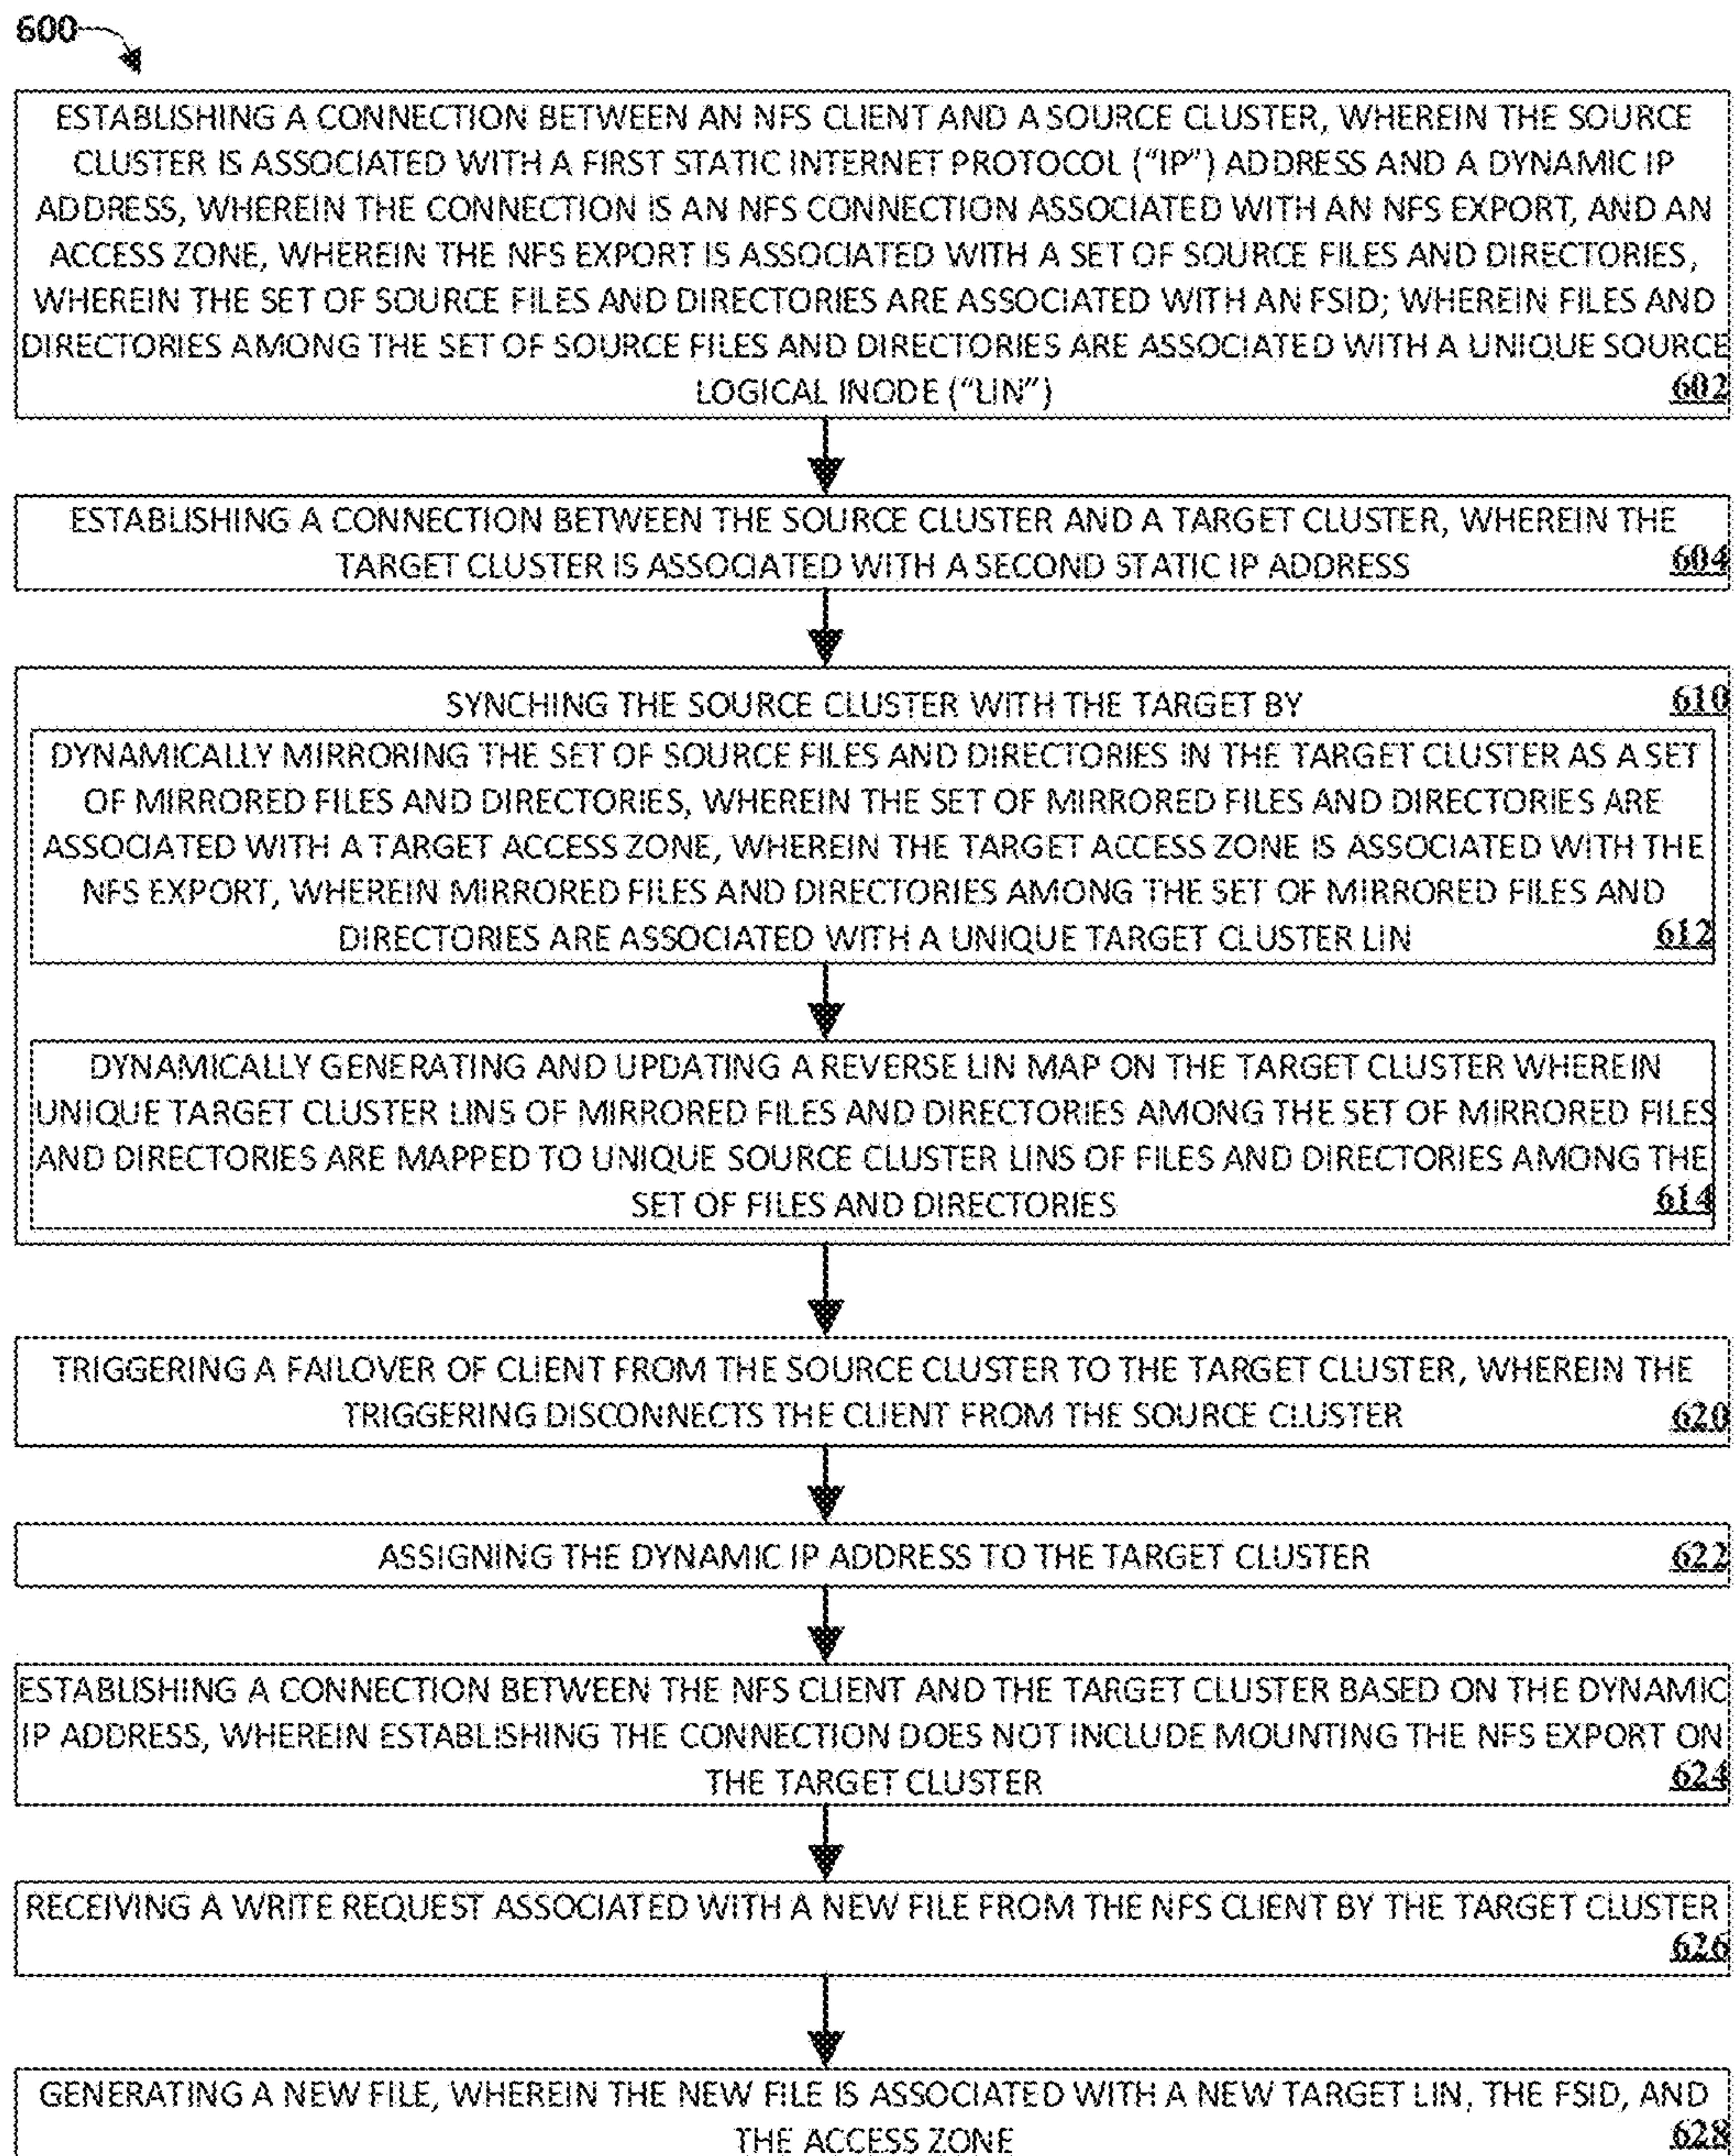 600
ESTABLISHING A CONNECTION BETWEEN AN NFS CLIENT AND A SOURCE CLUSTER, WHEREIN THE SOURCE
CLUSTER IS ASSOCIATED WITH A FIRST STATIC INTERNET PROTOCOL (“IP”) ADDRESS AND A DYNAMIC IP
ADDRESS, WHEREIN THE CONNECTION IS AN NFS CONNECTION ASSOCIATED WITH AN NFS EXPORT, AND AN
ACCESS ZONE, WHEREIN THE NFS EXPORT IS ASSOCIATED WITH A SET OF SOURCE FILES AND DIRECTORIES,
WHEREIN THE SET OF SOURCE FILES AND DIRECTORIES ARE ASSOCIATED WITH AN FSID; WHEREIN FILES AND
DIRECTORIES AMONG THE SET OF SOURCE FILES AND DIRECTORIES ARE ASSOCIATED WITH A UNIQUE SOURCE
LOGICAL INODE (“LIN”) 602
ESTABLISHING A CONNECTION BETWEEN THE SOURCE CLUSTER AND A TARGET CLUSTER, WHEREIN THE
TARGET CLUSTER IS ASSOCIATED WITH A SECOND STATIC IP ADDRESS 604
SYNCHING THE SOURCE CLUSTER WITH THE TARGET BY 610
DYNAMICALLY MIRRORING THE SET OF SOURCE FILES AND DIRECTORIES IN THE TARGET CLUSTER AS A SET
OF MIRRORED FILES AND DIRECTORIES, WHEREIN THE SET OF MIRRORED FILES AND DIRECTORIES ARE
ASSOCIATED WITH A TARGET ACCESS ZONE, WHEREIN THE TARGET ACCESS ZONE IS ASSOCIATED WITH THE
NFS EXPORT, WHEREIN MIRRORED FILES AND DIRECTORIES AMONG THE SET OF MIRRORED FILES AND
DIRECTORIES ARE ASSOCIATED WITH A UNIQUE TARGET CLUSTER LIN 612
DYNAMICALLY GENERATING AND UPDATING A REVERSE LIN MAP ON THE TARGET CLUSTER WHEREIN
UNIQUE TARGET CLUSTER LINS OF MIRRORED FILES AND DIRECTORIES AMONG THE SET OF MIRRORED FILES
AND DIRECTORIES ARE MAPPED TO UNIQUE SOURCE CLUSTER LINS OF FILES AND DIRECTORIES AMONG THE
SET OF FILES AND DIRECTORIES 614
TRIGGERING A FAILOVER OF CLIENT FROM THE SOURCE CLUSTER TO THE TARGET CLUSTER, WHEREIN THE
TRIGGERING DISCONNECTS THE CLIENT FROM THE SOURCE CLUSTER 620
ASSIGNING THE DYNAMIC IP ADDRESS TO THE TARGET CLUSTER 622
ESTABLISHING A CONNECTION BETWEEN THE NFS CLIENT AND THE TARGET CLUSTER BASED ON THE DYNAMIC
IP ADDRESS, WHEREIN ESTABLISHING THE CONNECTION DOES NOT INCLUDE MOUNTING THE NFS EXPORT ON
THE TARGET CLUSTER 624
RECEIVING A WRITE REQUEST ASSOCIATED WITH A NEW FILE FROM THE NFS CLIENT BY THE TARGET CLUSTER
626
GENERATING A NEW FILE, WHEREIN THE NEW FILE IS ASSOCIATED WITH A NEW TARGET LIN, THE FSID, AND
THE ACCESS ZONE 628